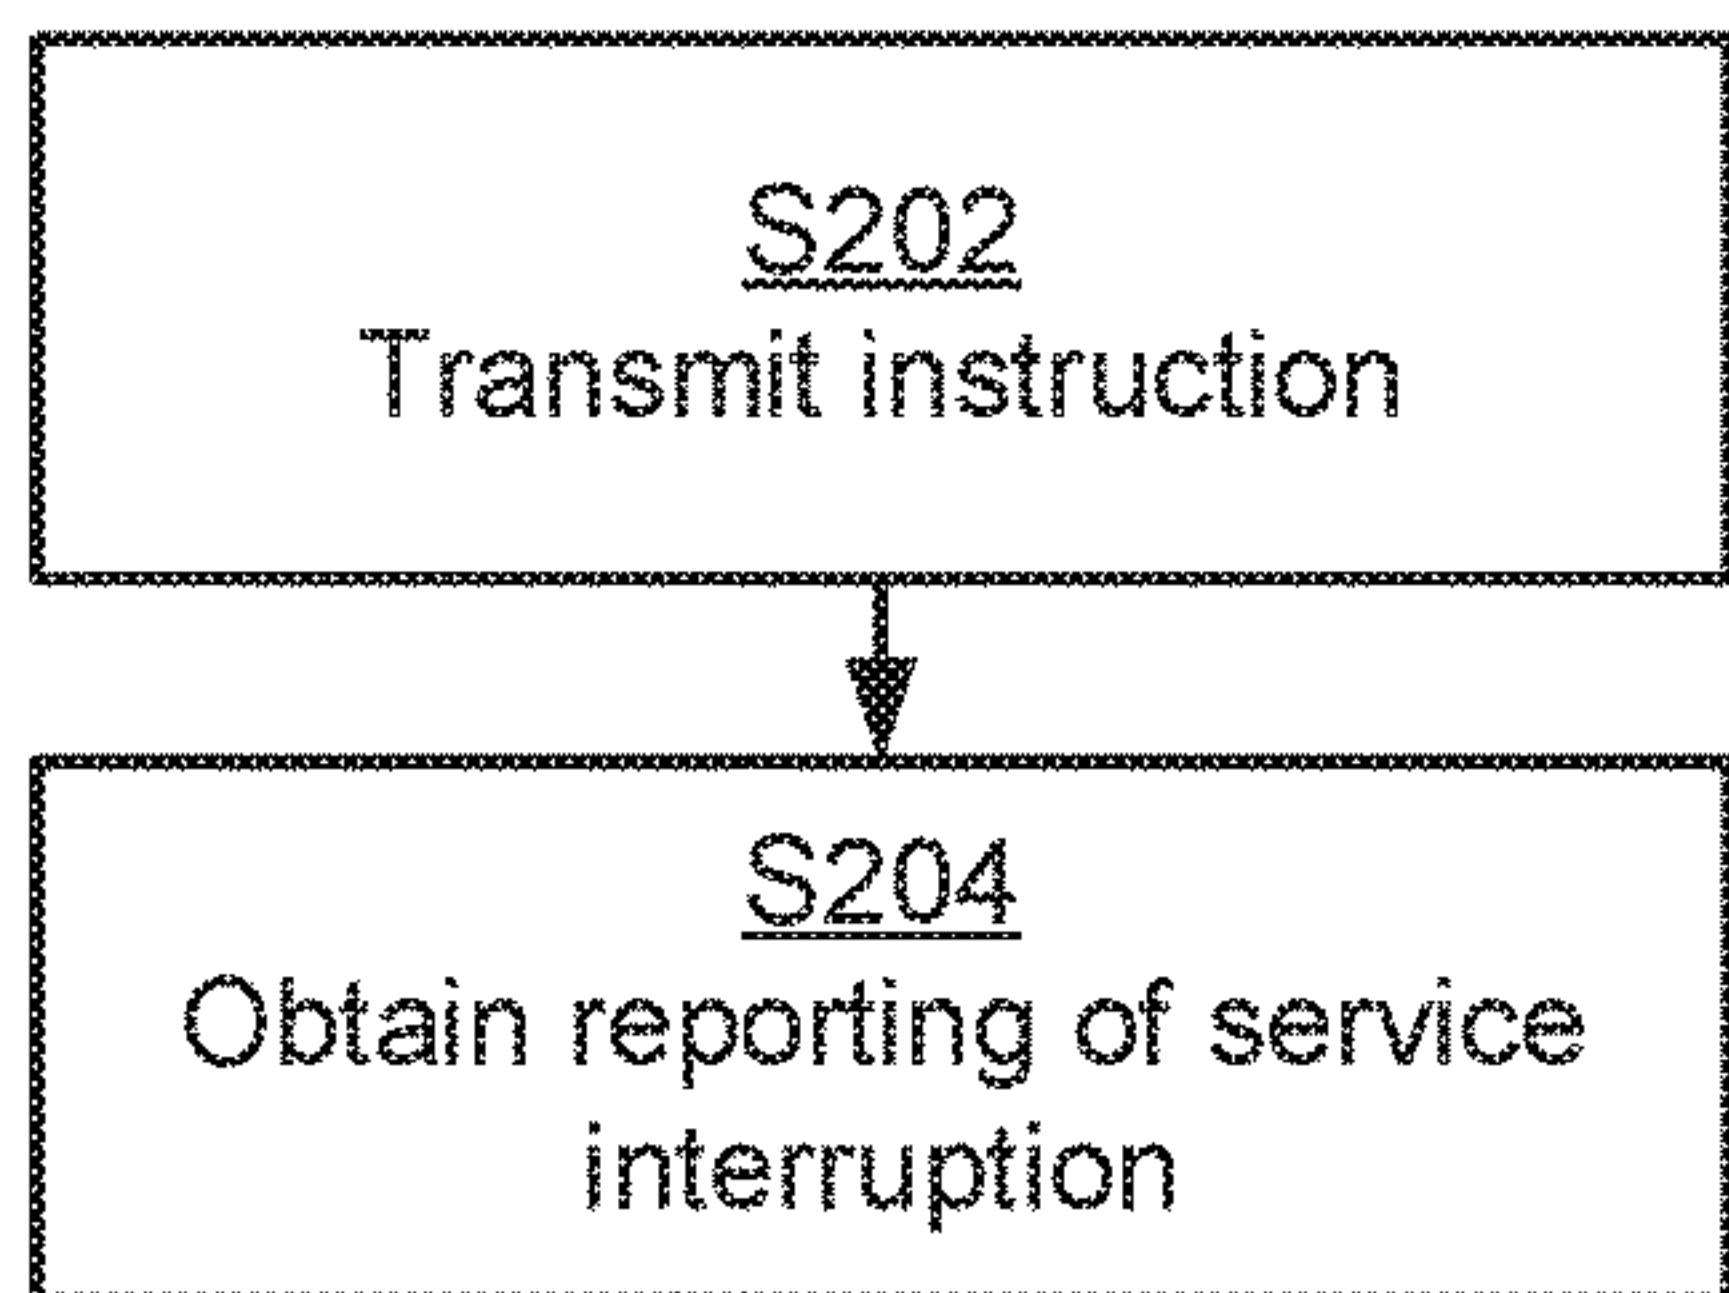 S202
Transmit instruction
S204
Obtain reporting of service
interruption